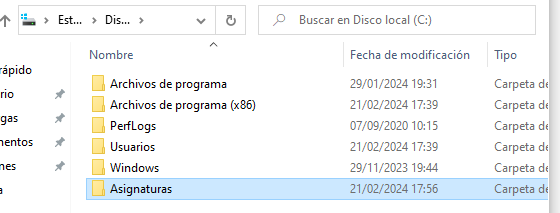 Est... Dis... Buscar en Disco local (C:)
Nombre Fecha de modificación Tipo
rápido
Archivos de programa 29/01/2024 19:31 Carpeta de
rio Archivos de programa (x86) 21/02/2024 17:39 Carpeta de
gas PerfLogs 07/09/2020 10:15 Carpeta de
mentos Usuarios 21/02/2024 17:39 Carpeta de
nes Windows 29/11/2023 19:44 Carpeta de
a Asignaturas 21/02/2024 17:56 Carpeta de